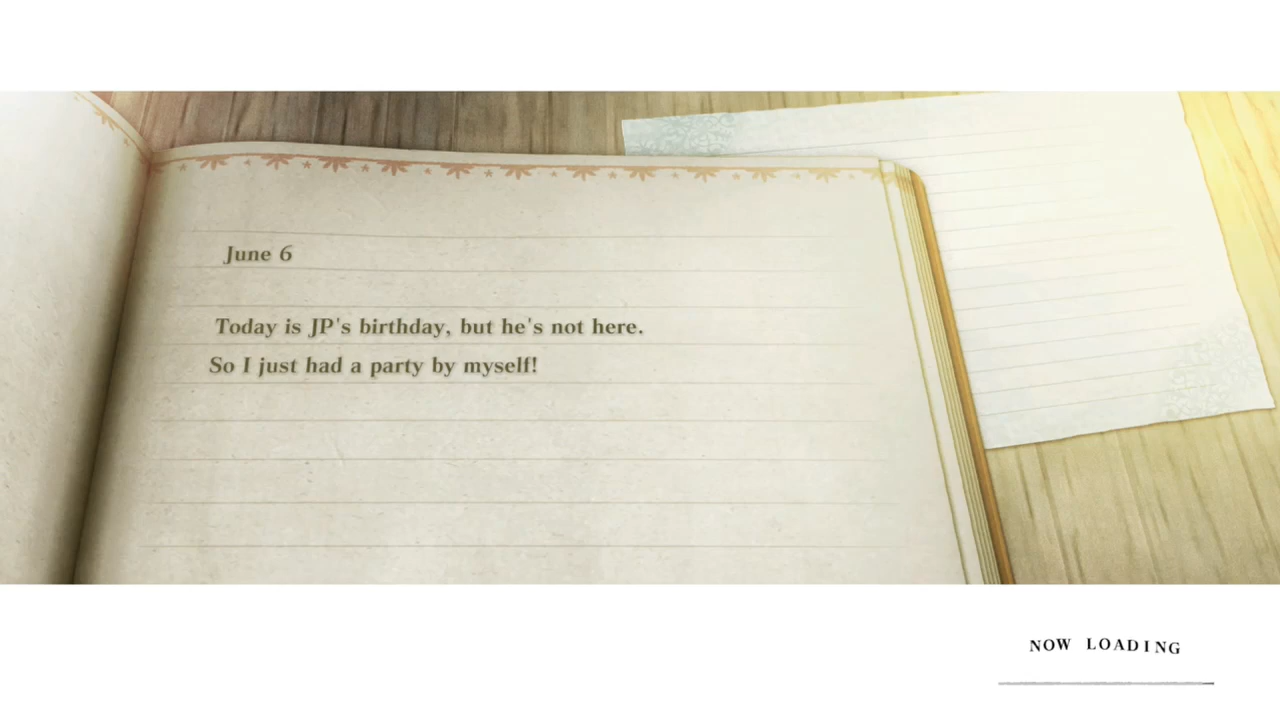 June 6
Today is JP's birthday, but he's not here.
So I just had a party by myself!
NOW LOADING